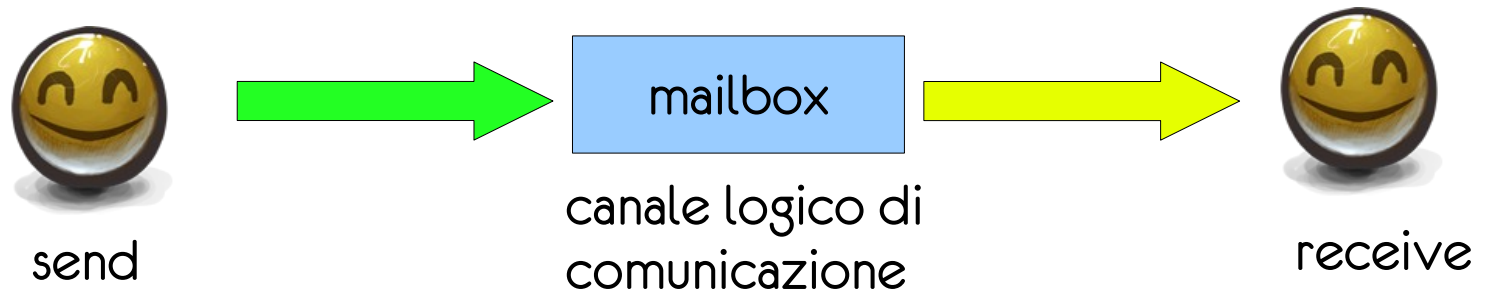 mailbox
canale logico di
comunicazione
send
receive